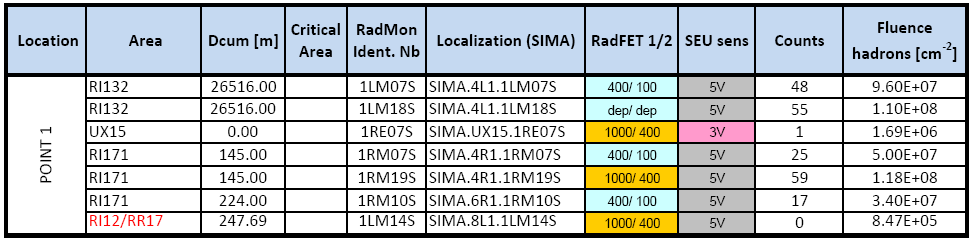 Location Area Dcum [m] Critical Area RadMon Ident. Nb Localization (SIMA) RadFET 1/2 SEU sens Counts Fluence hadrons [cm-2]
POINT 1
RI132 26516.00 1LM07S SIMA.4L1.1LM07S 400/ 100 5V 48 9.60E+07
RI132 26516.00 1LM18S SIMA.4L1.1LM18S dep/ dep 5V 55 1.10E+08
UX15 0.00 1RE07S SIMA.UX15.1RE07S 1000/ 400 3V 1 1.69E+06
RI171 145.00 1RM07S SIMA.4R1.1RM07S 400/ 100 5V 25 5.00E+07
RI171 145.00 1RM19S SIMA.4R1.1RM19S 1000/ 400 5V 59 1.18E+08
RI171 224.00 1RM10S SIMA.6R1.1RM10S 400/ 100 5V 17 3.40E+07
RI12/RR17 247.69 1LM14S SIMA.8L1.1LM14S 1000/ 400 5V 0 8.47E+05